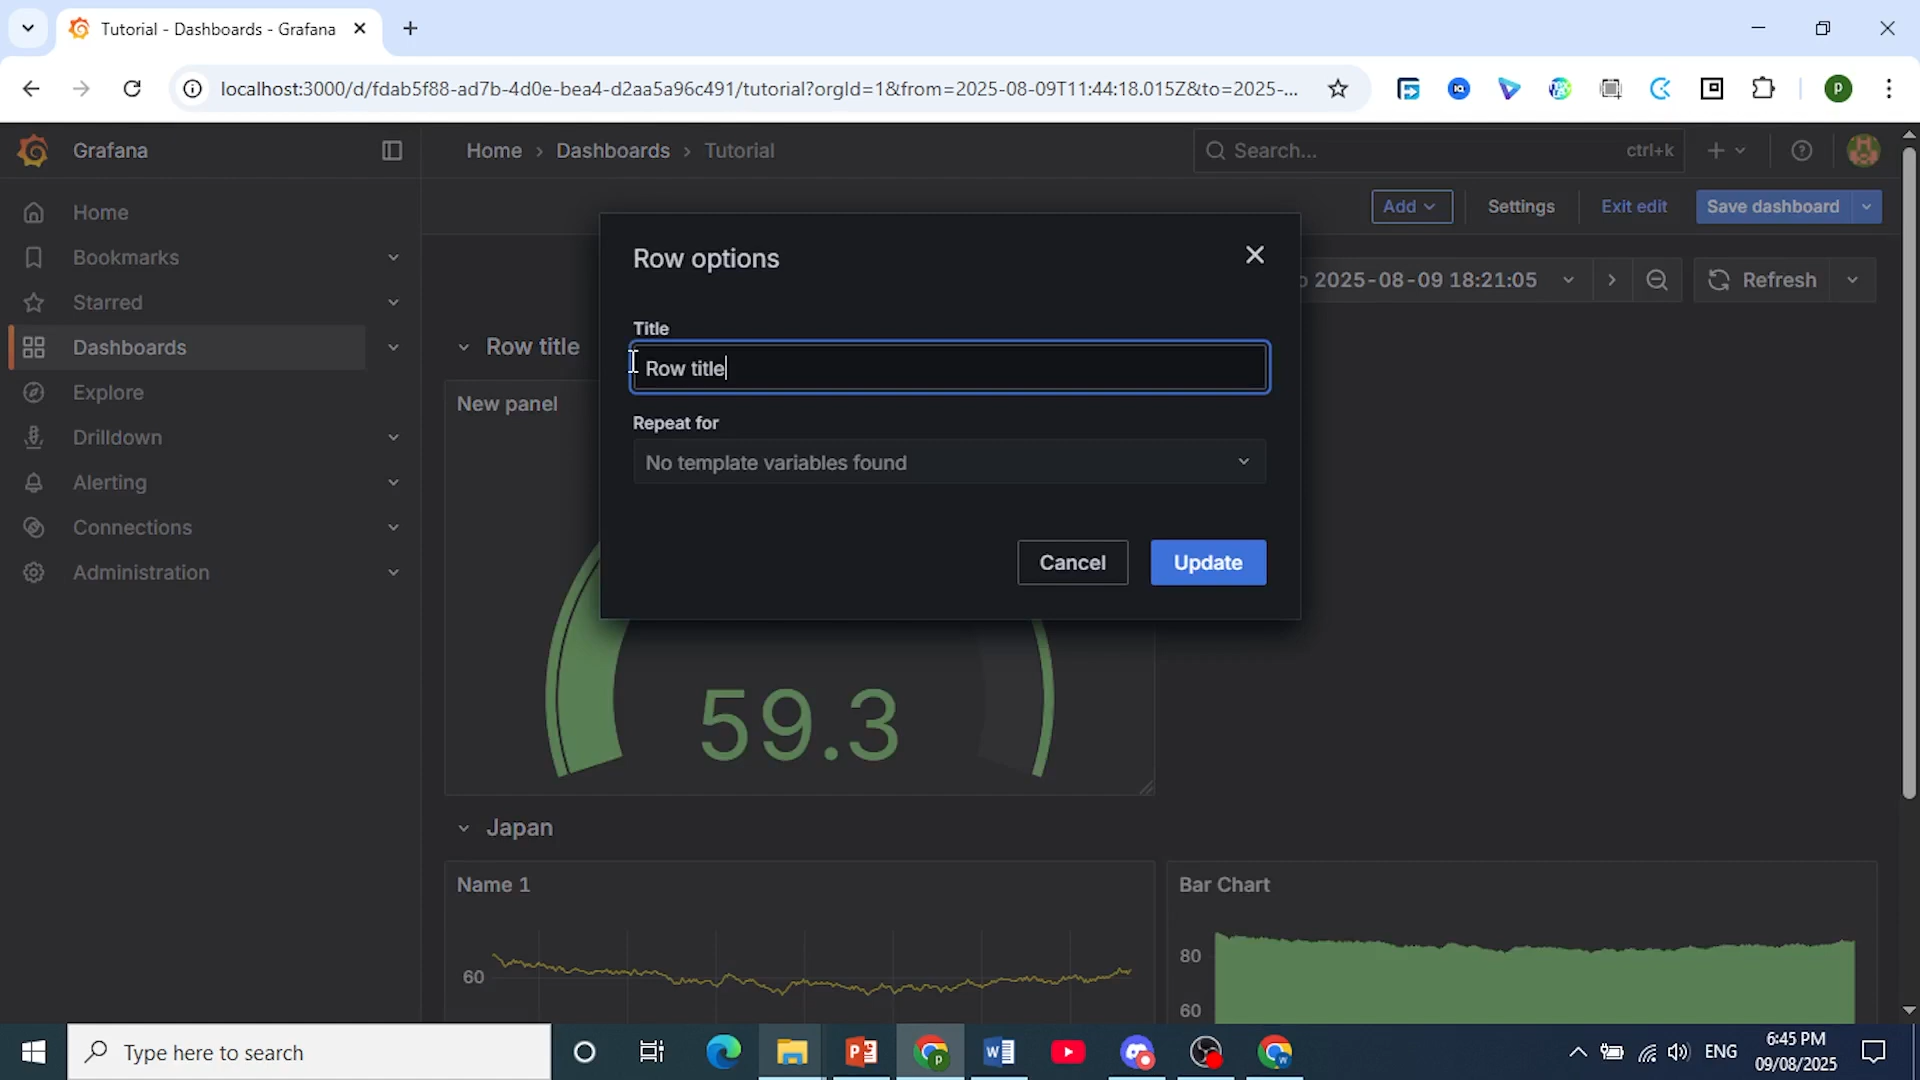 Tutorial - Dashboards - Grafana
localhost:3000/d/fdab5f88-ad7b-4d0e-bea4-d2aa5a96c491/tutorial?orgId=1&from=2025-08-09T11:44:18.015Z&to=2025-...
P
Grafana
Home › Dashboards › Tutorial
Search...
ctrl+k
Add
Settings
Exit edit
Save dashboard
Home
Bookmarks
Starred
Dashboards
Explore
Drilldown
Alerting
Connections
Administration
2025-08-09 18:21:05
Refresh
Row title
New panel
Row options
Title
Row title
Repeat for
No template variables found
Cancel
Update
59.3
Japan
Name 1
60
Bar Chart
80
60
Type here to search
ENG
6:45 PM
09/08/2025